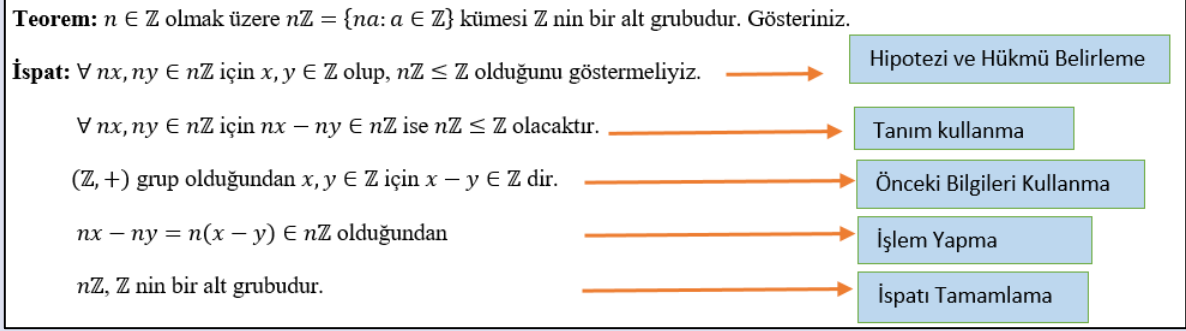 Teorem: n ∈ ℤ olmak üzere nℤ = {na: a ∈ ℤ} kümesi ℤ nin bir alt grubudur. Gösteriniz.
İspat: ∀ nx, ny ∈ nℤ için x, y ∈ ℤ olup, nℤ ≤ ℤ olduğunu göstermeliyiz.
Hipotezi ve Hükmü Belirleme
∀ nx, ny ∈ nℤ için nx − ny ∈ nℤ ise nℤ ≤ ℤ olacaktır.
Tanım kullanma
(ℤ, +) grup olduğundan x, y ∈ ℤ için x − y ∈ ℤ dir.
Önceki Bilgileri Kullanma
nx − ny = n(x − y) ∈ nℤ olduğundan
İşlem Yapma
nℤ, ℤ nin bir alt grubudur.
İspatı Tamamlama